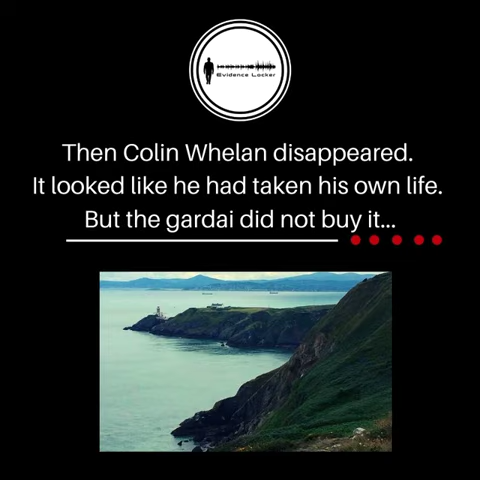 Evidence Locker
Then Colin Whelan disappeared.
It looked like he had taken his own life.
But the gardai did not buy it...